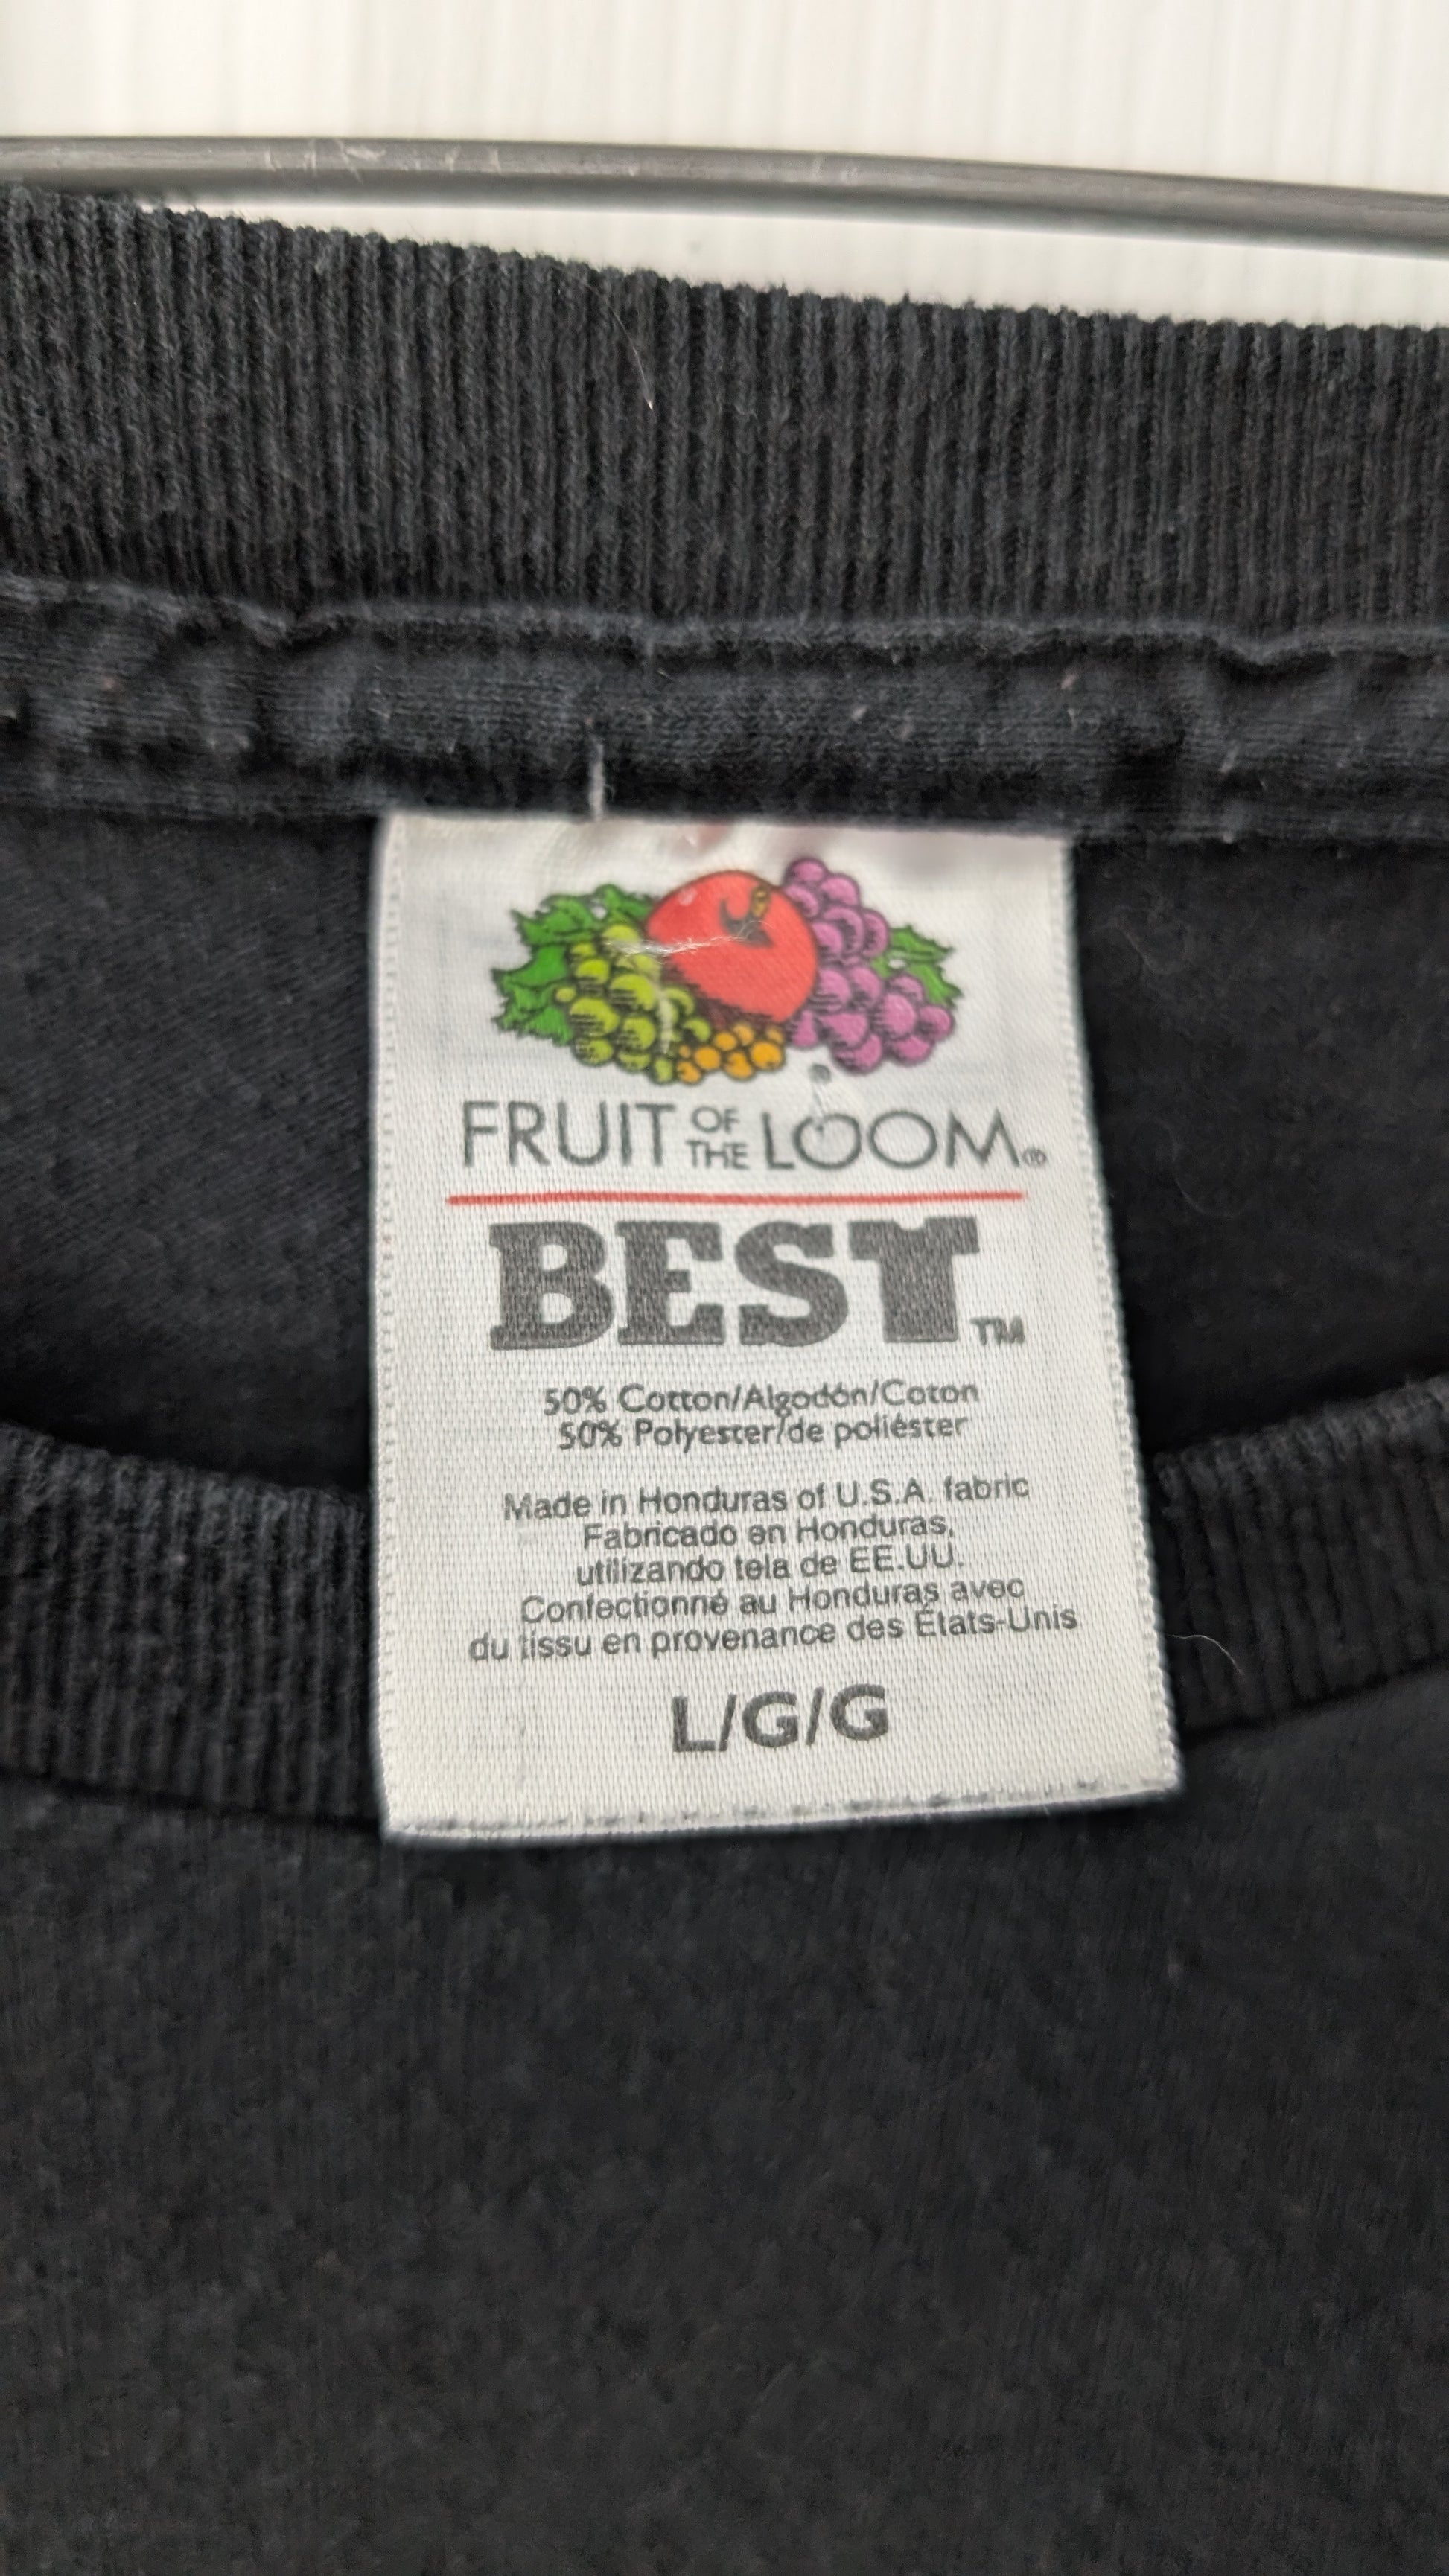 FRUIT OF THE LOOM®
BEST™
50% Cotton/Algodón/Coton
50% Polyester/de poliéster
Made in Honduras of U.S.A. fabric
Fabricado en Honduras,
utilizando tela de EE.UU.
Confectionné au Honduras avec
du tissu en provenance des États-Unis
L/G/G